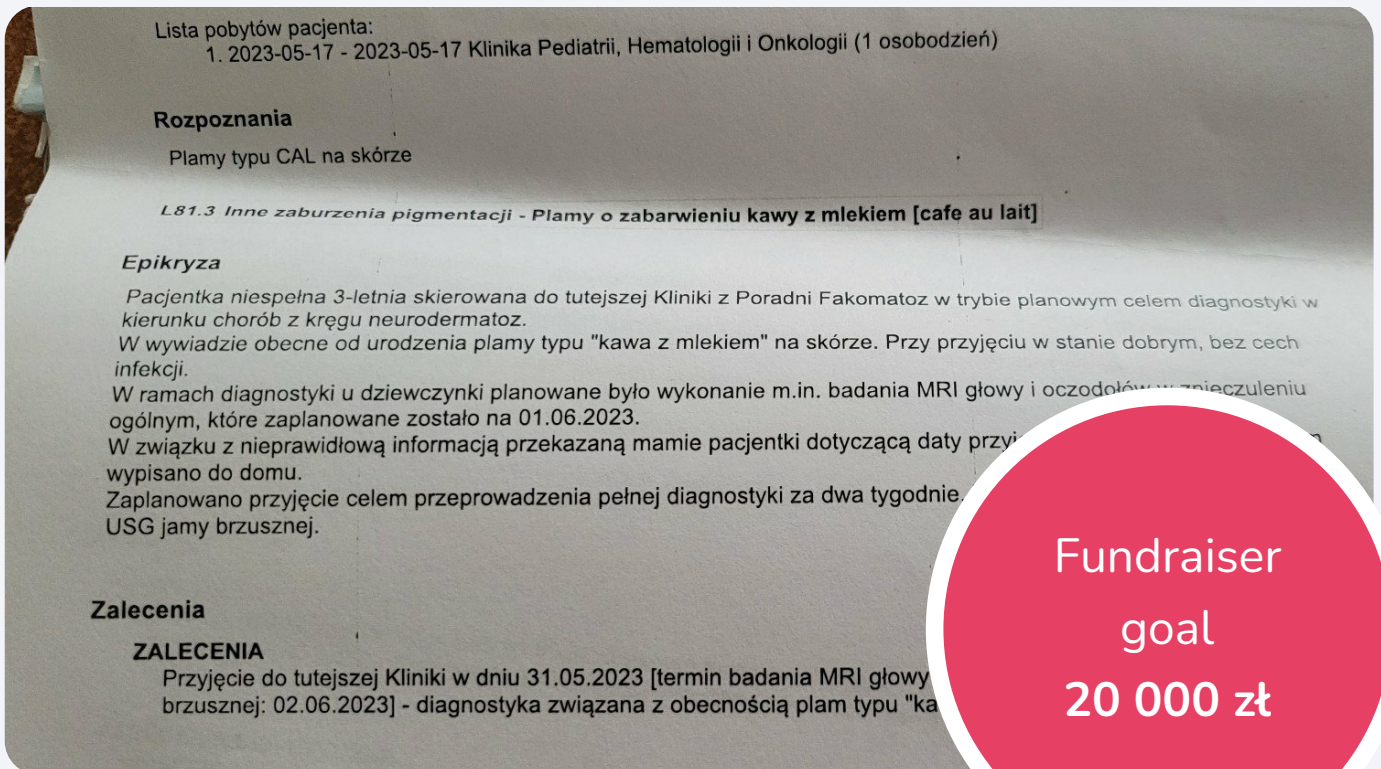 Lista pobytów pacjenta:
1. 2023-05-17 - 2023-05-17 Klinika Pediatrii, Hematologii i Onkologii (1 osobodzień)
Rozpoznania
Plamy typu CAL na skórze
L81.3 Inne zaburzenia pigmentacji - Plamy o zabarwieniu kawy z mlekiem [cafe au lait]
Epikryza
Pacjentka niespełna 3-letnia skierowana do tutejszej Kliniki z Poradni Fakomatoz w trybie planowym celem diagnostyki w
kierunku chorób z kręgu neurodermatoz.
W wywiadzie obecne od urodzenia plamy typu "kawa z mlekiem" na skórze. Przy przyjęciu w stanie dobrym, bez cech
infekcji.
W ramach diagnostyki u dziewczynki planowane było wykonanie m.in. badania MRI głowy i oczodołów w znieczuleniu
ogólnym, które zaplanowane zostało na 01.06.2023.
W związku z nieprawidłową informacją przekazaną mamie pacjentki dotyczącą daty
wypisano do domu.
Zaplanowano przyjęcie celem przeprowadzenia pełnej diagnostyki za dwa tygodnie.
USG jamy brzusznej.
Zalecenia
ZALECENIA
Przyjęcie do tutejszej Kliniki w dniu 31.05.2023 [termin badania MRI głowy
brzusznej: 02.06.2023] - diagnostyka związana z obecnością plam typu
Fundraiser
goal
20 000 zł